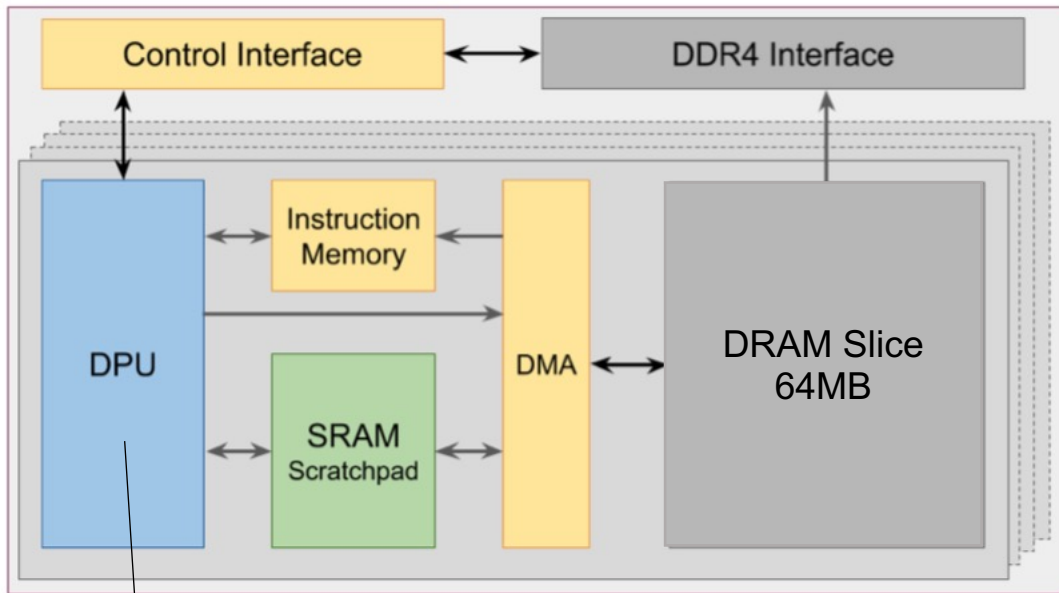 Control Interface
DDR4 Interface
Instruction
Memory
DPU
DMA
DRAM Slice
64MB
SRAM
Scratchpad